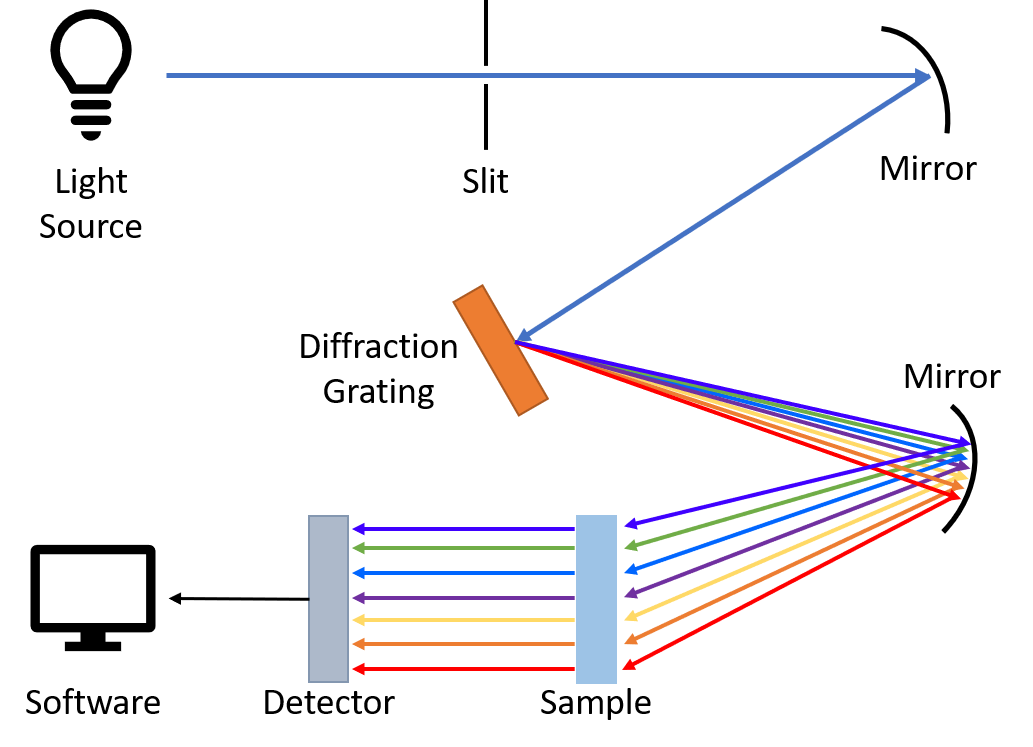 Light
Source
Slit
Mirror
Diffraction
Grating
Mirror
Software
Detector
Sample